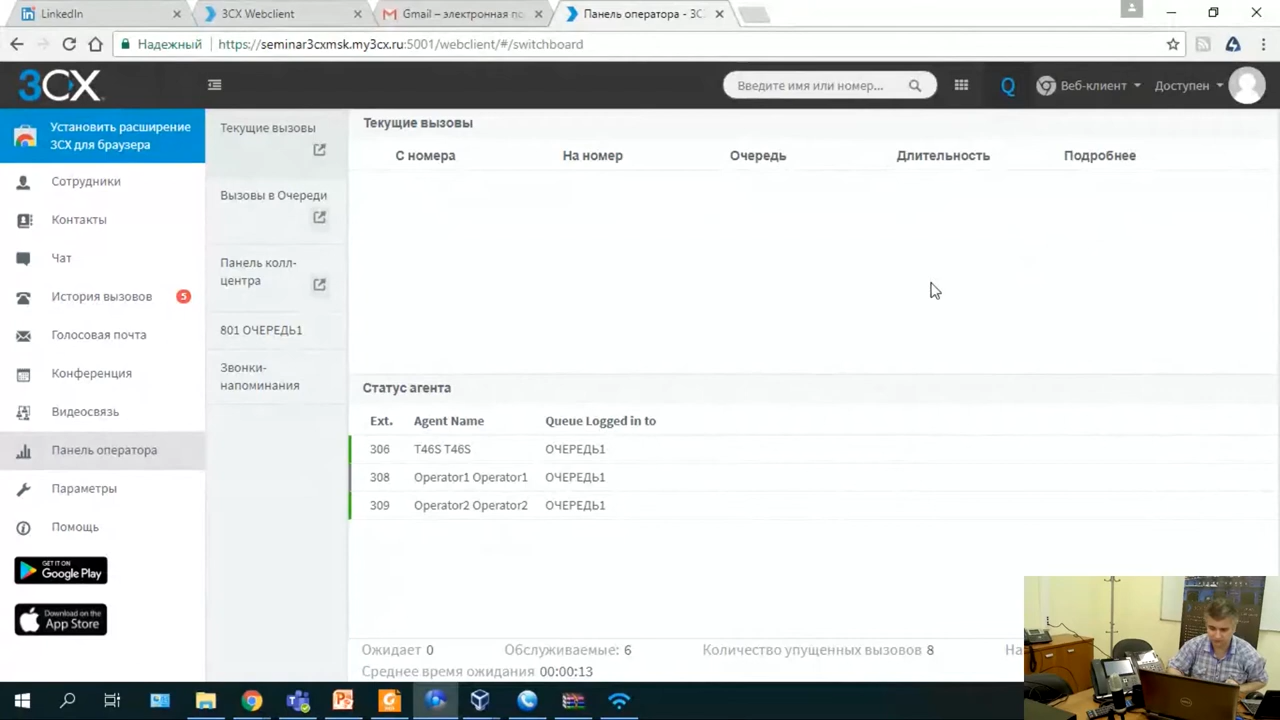 LinkedIn
3CX Webclient
Gmail – электронная по
Панель оператора - 3C
Надежный
https://seminar3cxmsk.my3cx.ru:5001/webclient/#/switchboard
3CX
Введите имя или номер...
Q
Веб-клиент
Доступен
Установить расширение
3CX для браузера
Сотрудники
Контакты
Чат
История вызовов 5
Голосовая почта
Конференция
Видеосвязь
Панель оператора
Параметры
Помощь
GET IT ON
Google Play
Download on the
App Store
Текущие вызовы
Вызовы в Очереди
Панель колл-
центра
801 ОЧЕРЕДЬ1
Звонки-
напоминания
Текущие вызовы
С номера На номер Очередь Длительность Подробнее
Статус агента
Ext. Agent Name Queue Logged in to
306 T46S T46S ОЧЕРЕДЬ1
308 Operator1 Operator1 ОЧЕРЕДЬ1
309 Operator2 Operator2 ОЧЕРЕДЬ1
Ожидает 0 Обслуживаемые: 6 Количество упущенных вызовов 8 На
Среднее время ожидания 00:00:13